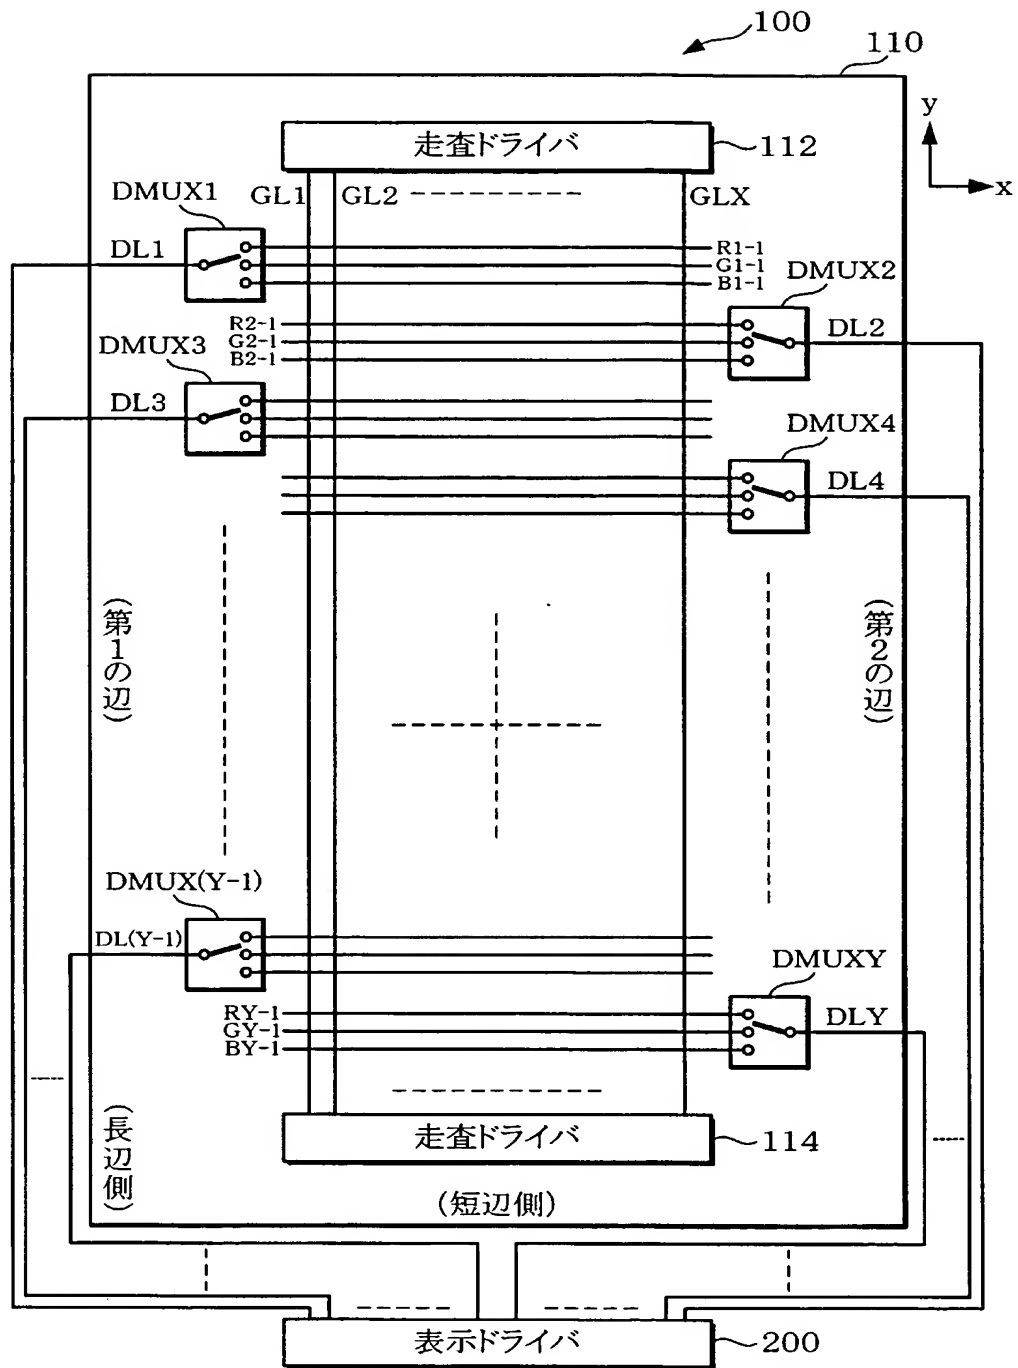 100
110
y
x
走査ドライバ
112
DMUX1
GL1
GL2
GLX
DL1
R1-1
G1-1
B1-1
DMUX2
R2-1
G2-1
B2-1
DL2
DMUX3
DL3
DMUX4
DL4
(第1の辺)
(第2の辺)
DMUX(Y-1)
DL(Y-1)
DMUXY
RY-1
GY-1
BY-1
DLY
(長辺側)
走査ドライバ
114
(短辺側)
表示ドライバ
200